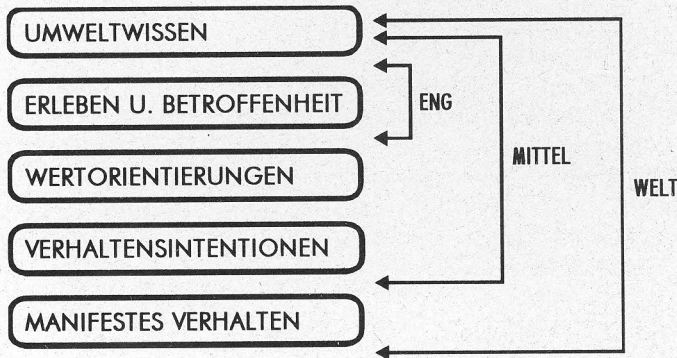 UMWELTWISSEN
ERLEBEN U. BETROFFENHEIT
WERTORIENTIERUNGEN
VERHALTENSINTENTIONEN
MANIFESTES VERHALTEN
ENG
MITTEL
WELT